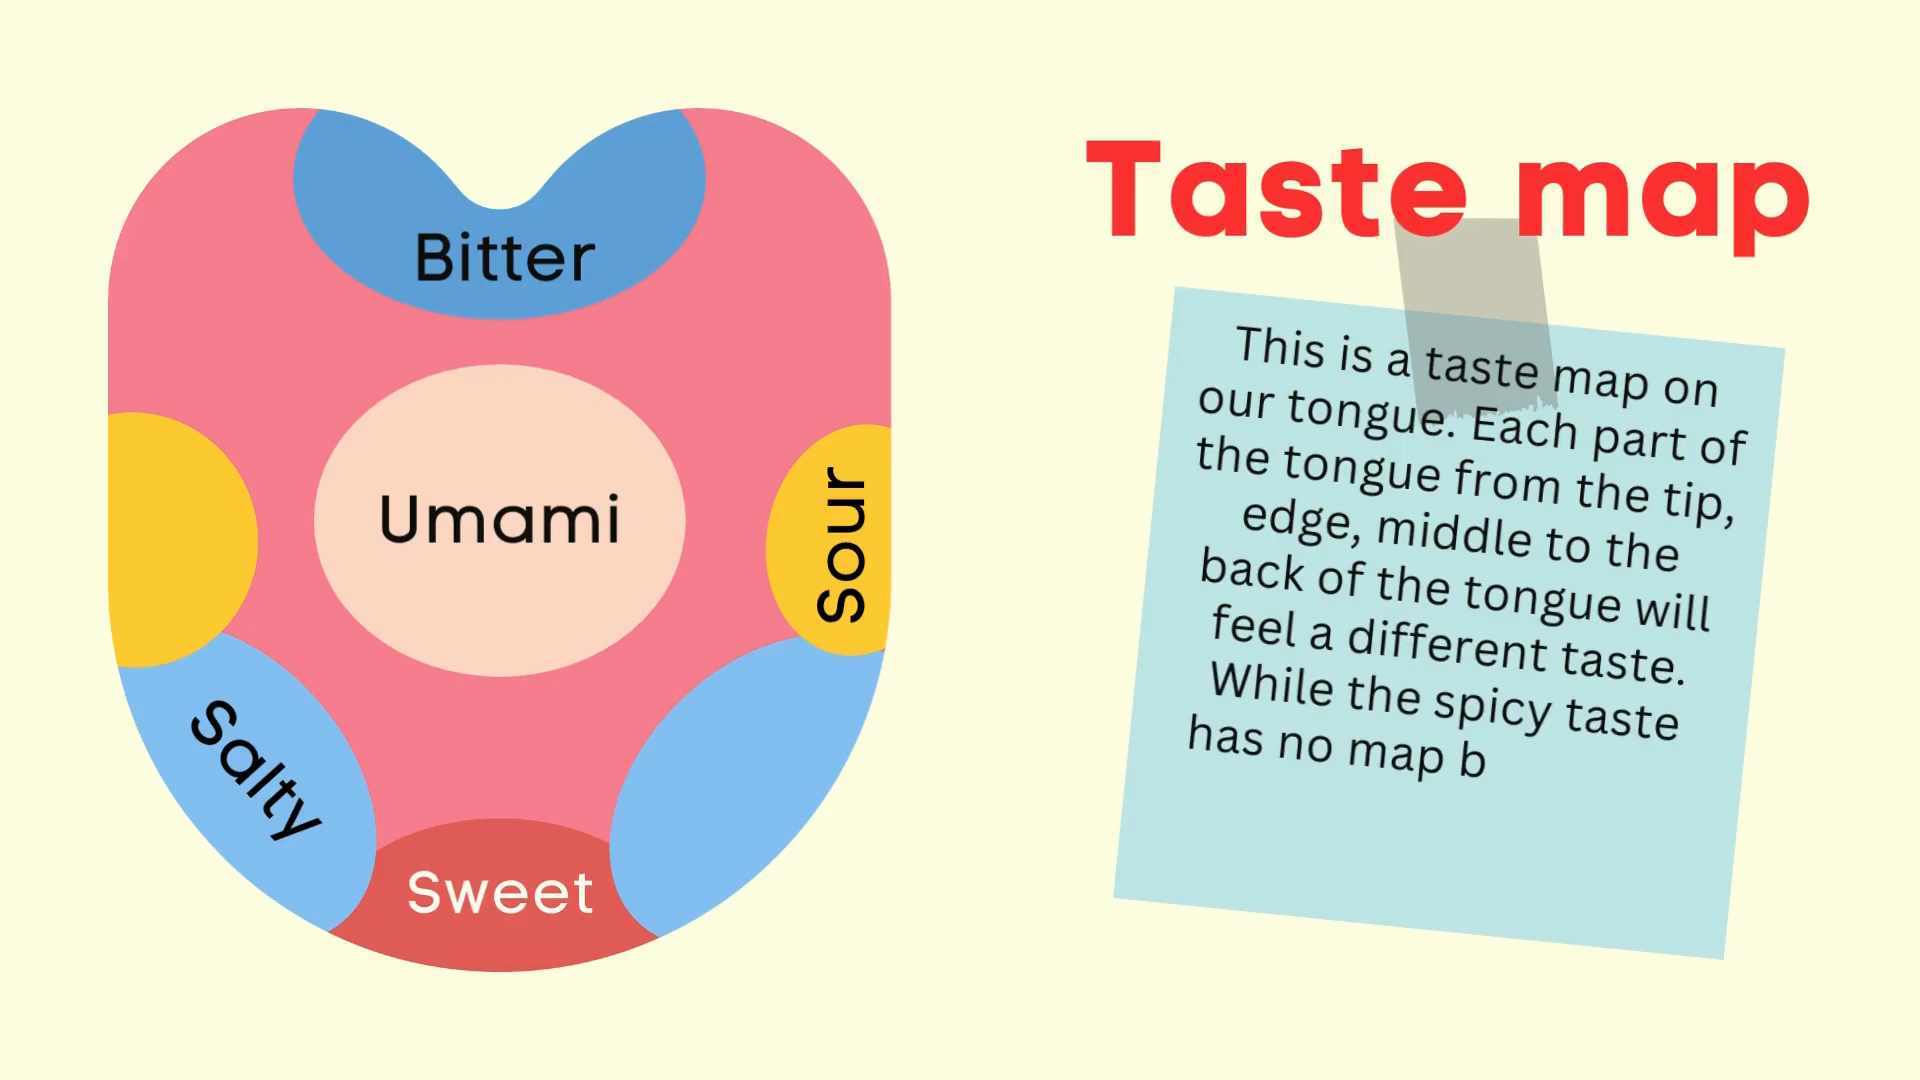 Taste map
Bitter
Umami
Sour
Salty
Sweet
This is a taste map on
our tongue. Each part of
the tongue from the tip,
edge, middle to the
back of the tongue will
feel a different taste.
While the spicy taste
has no map b